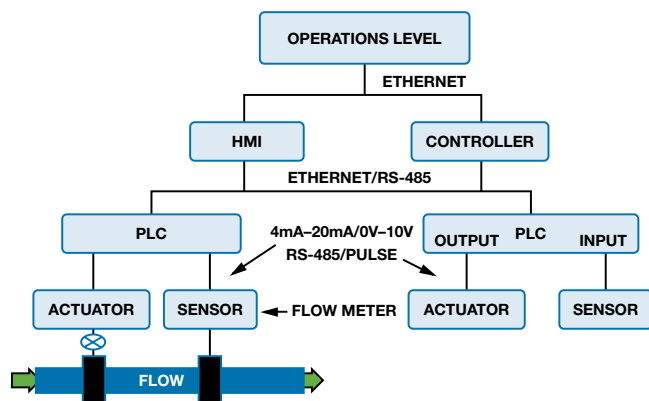 OPERATIONS LEVEL
ETHERNET
HMI
CONTROLLER
ETHERNET/RS-485
PLC
4mA–20mA/0V–10V
RS-485/PULSE
OUTPUT PLC INPUT
ACTUATOR
SENSOR
FLOW METER
ACTUATOR
SENSOR
FLOW